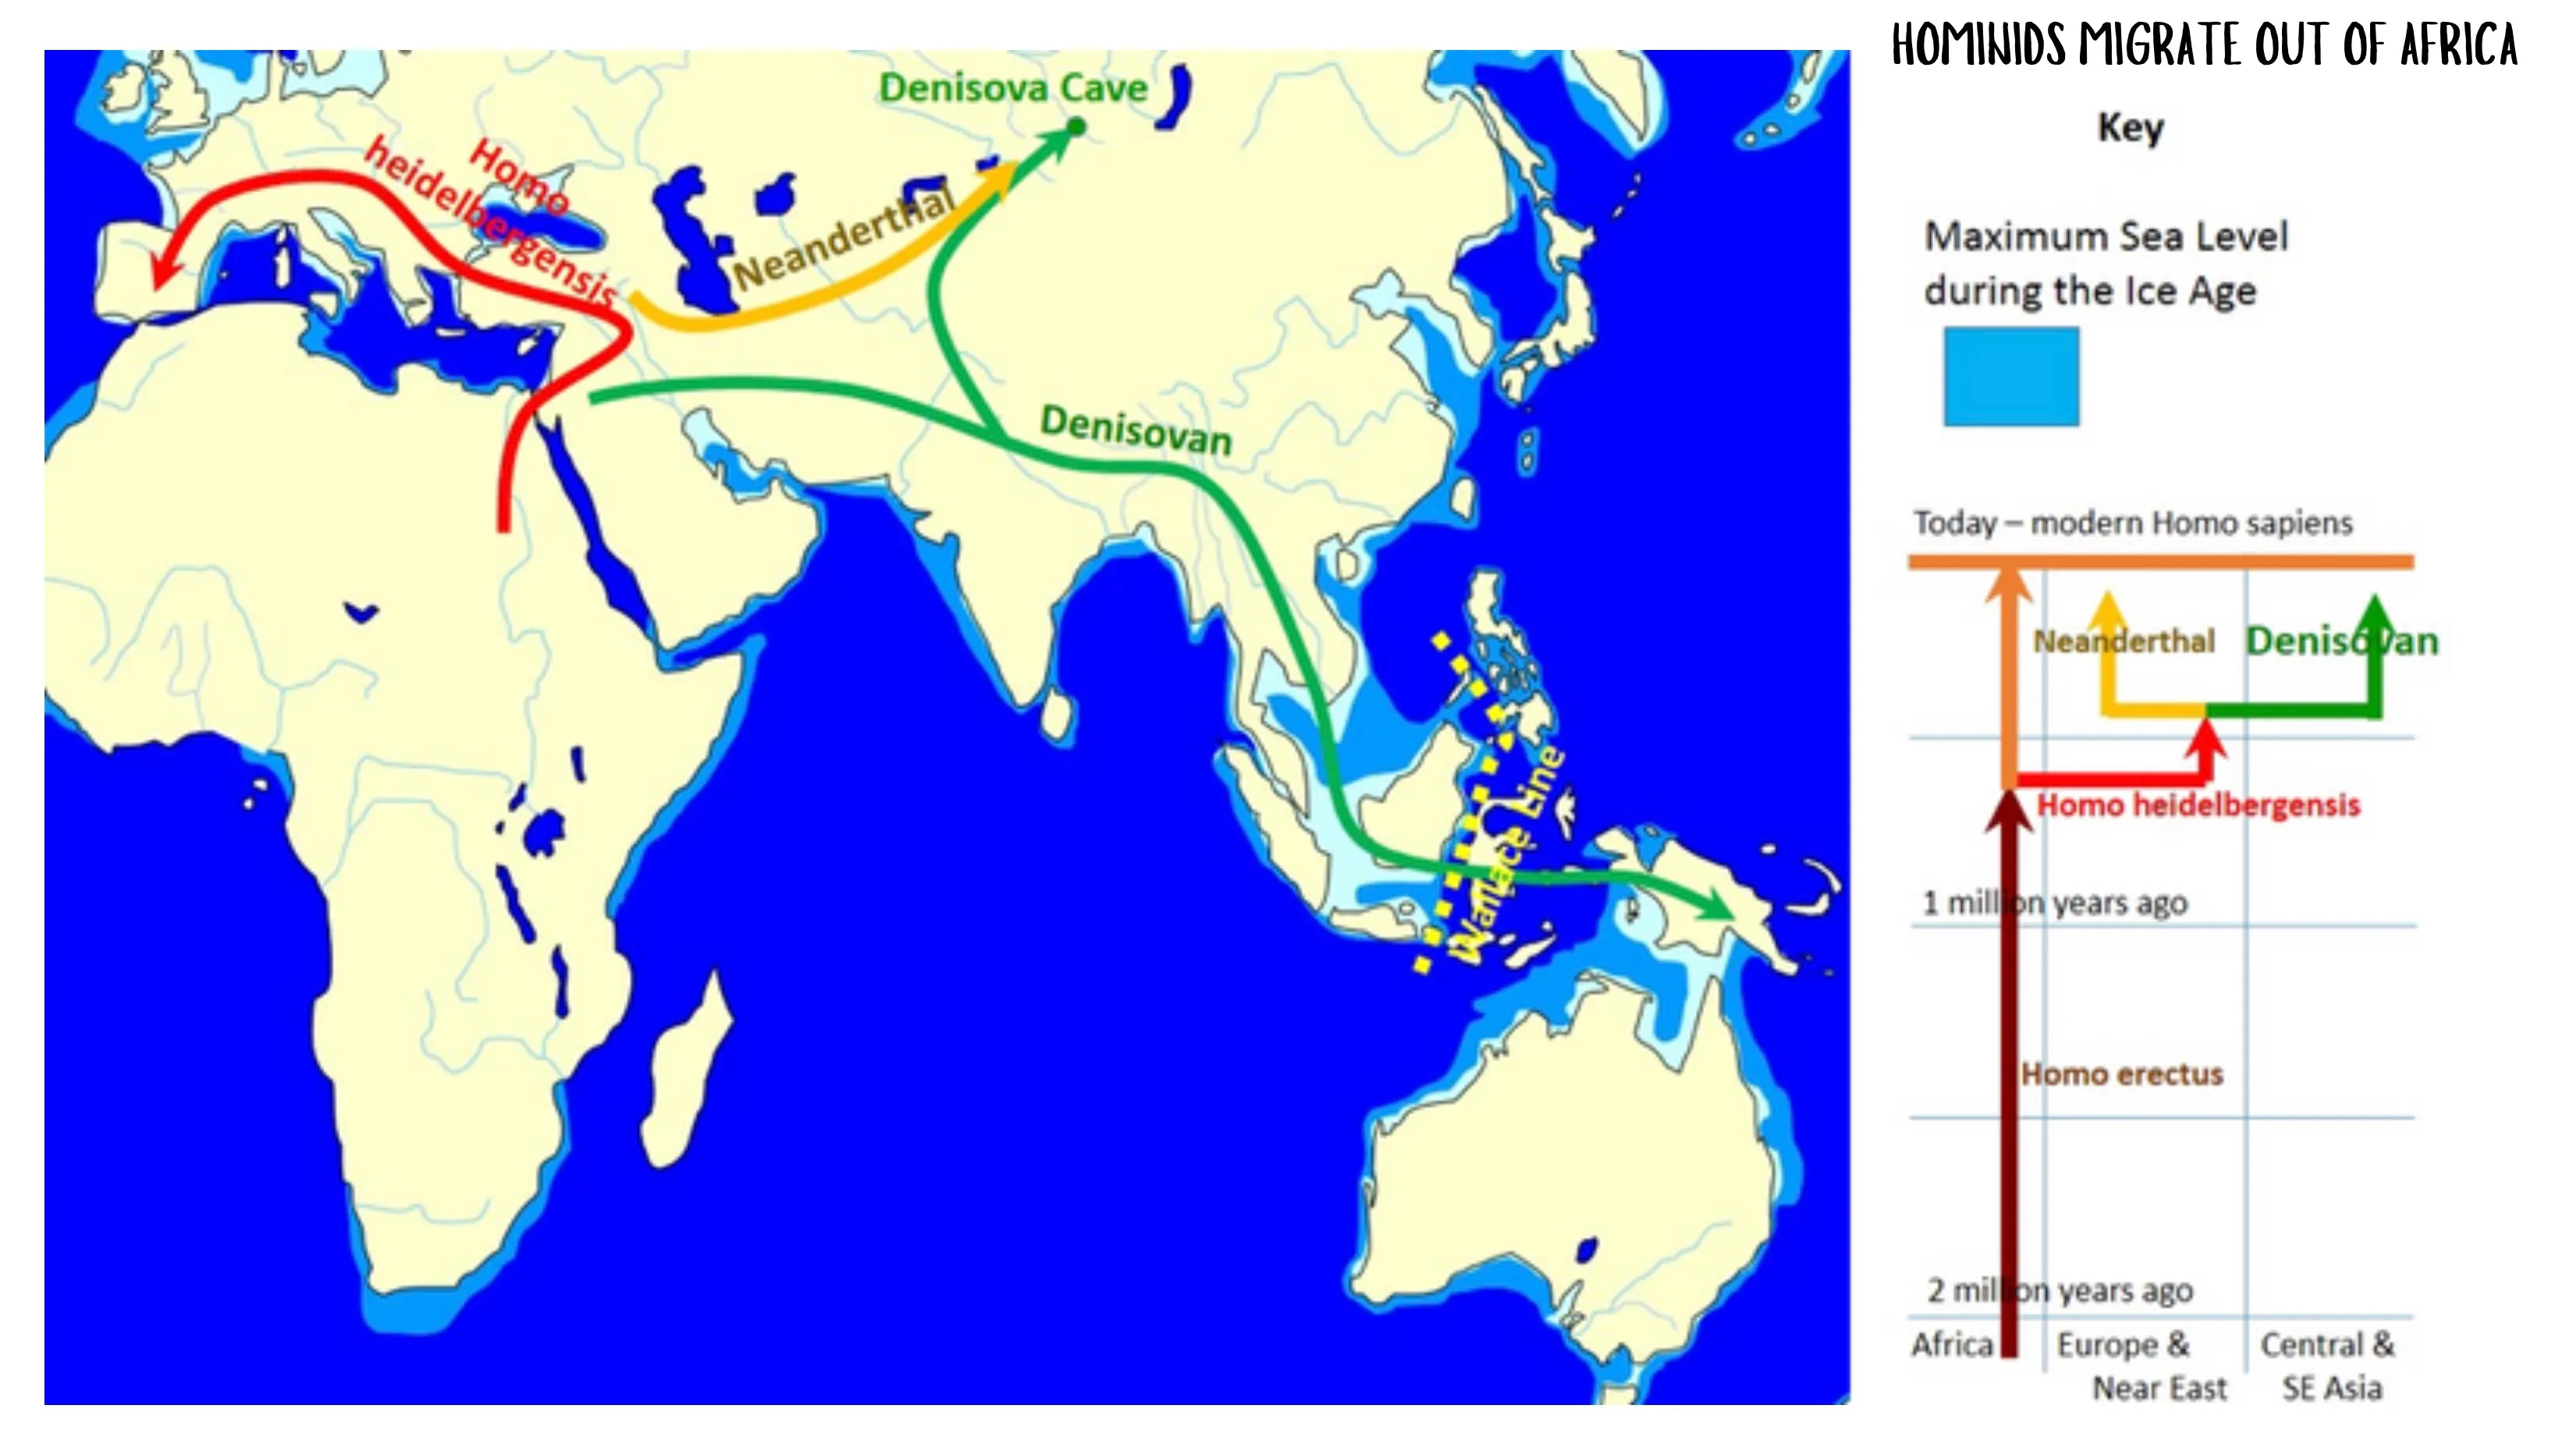 HOMINIDS MIGRATE OUT OF AFRICA
Denisova Cave
Homo
heidelbergensis
Neanderthal
Denisovan
Wallace Line
Key
Maximum Sea Level
during the Ice Age
Today – modern Homo sapiens
Neanderthal
Denisovan
Homo heidelbergensis
1 million years ago
Homo erectus
2 million years ago
Africa
Europe &
Near East
Central &
SE Asia